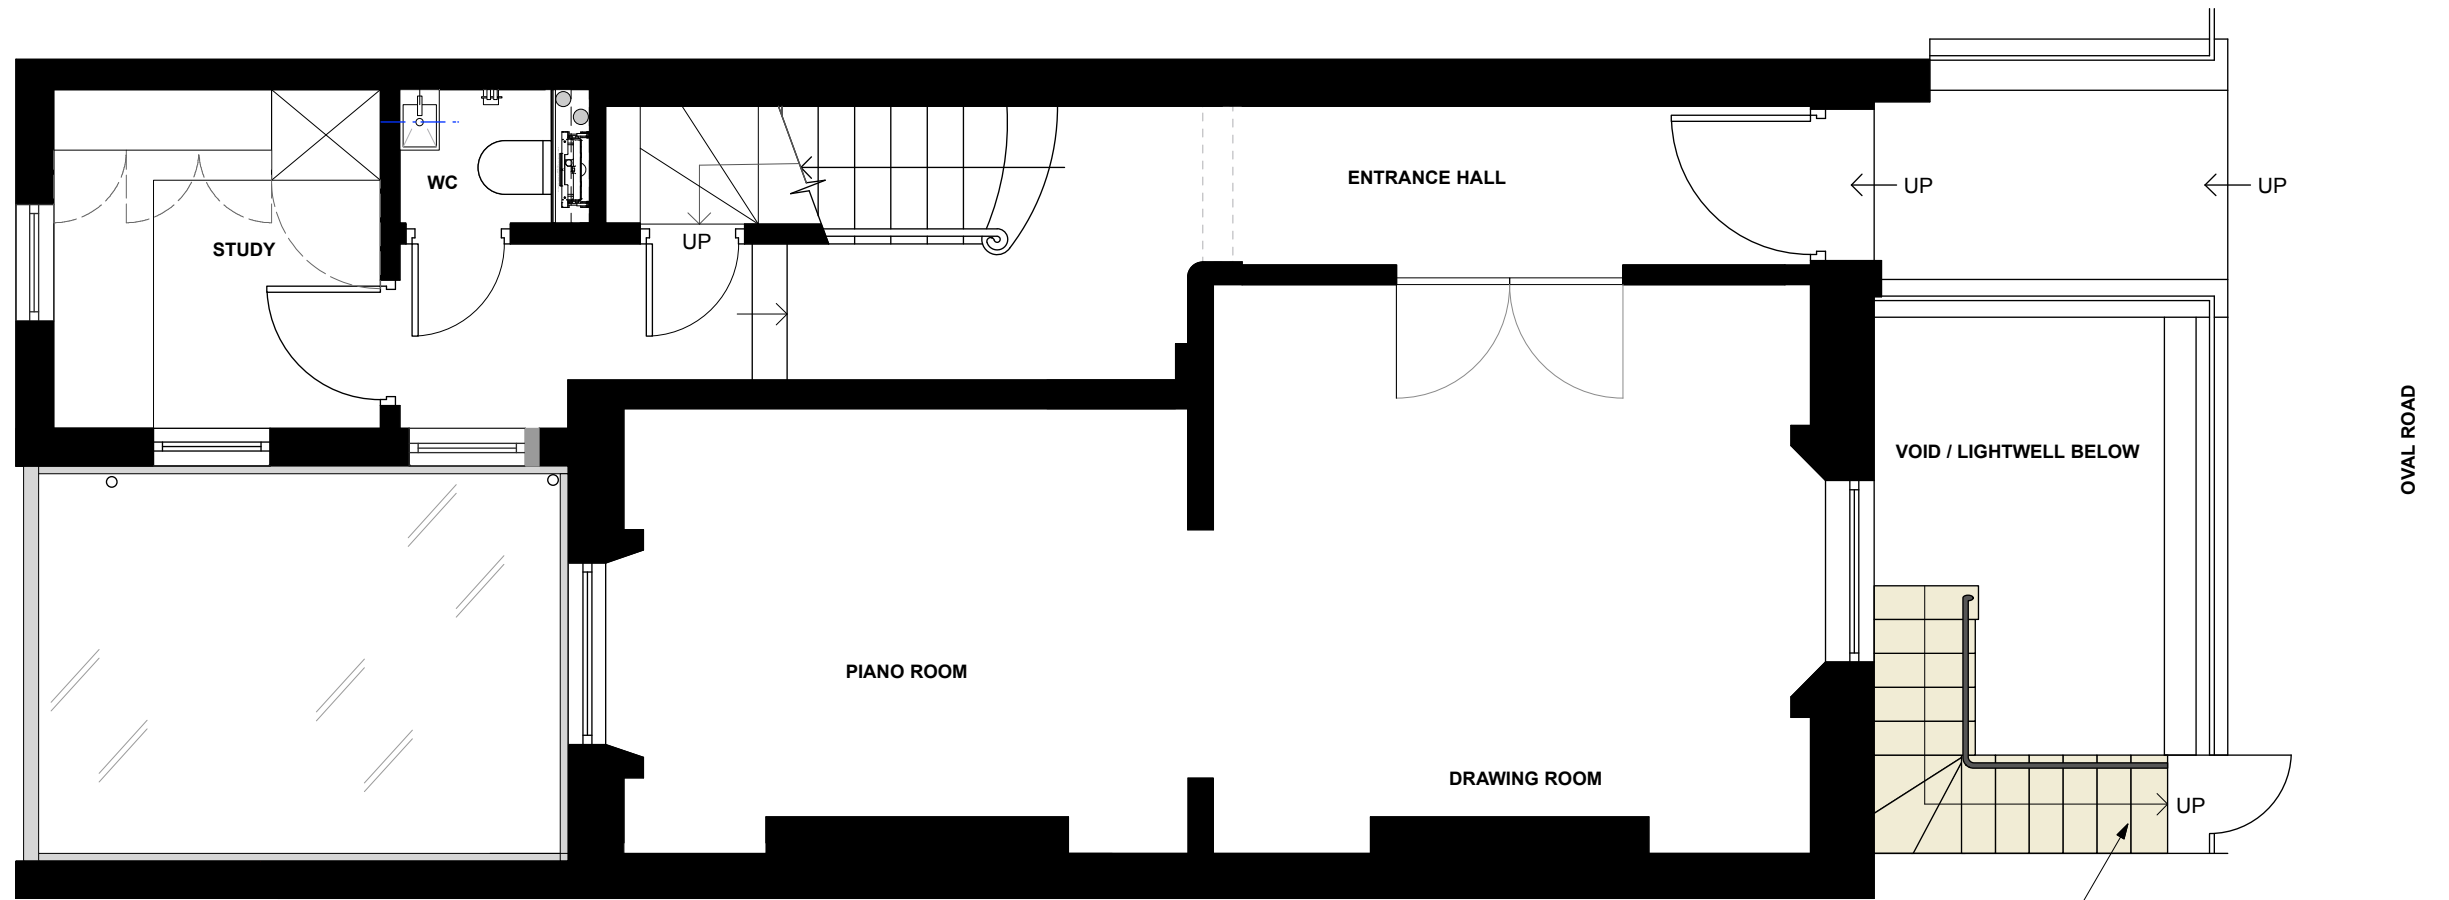 WC
ENTRANCE HALL
UP
UP
STUDY
UP
OVAL ROAD
VOID / LIGHTWELL BELOW
PIANO ROOM
DRAWING ROOM
UP